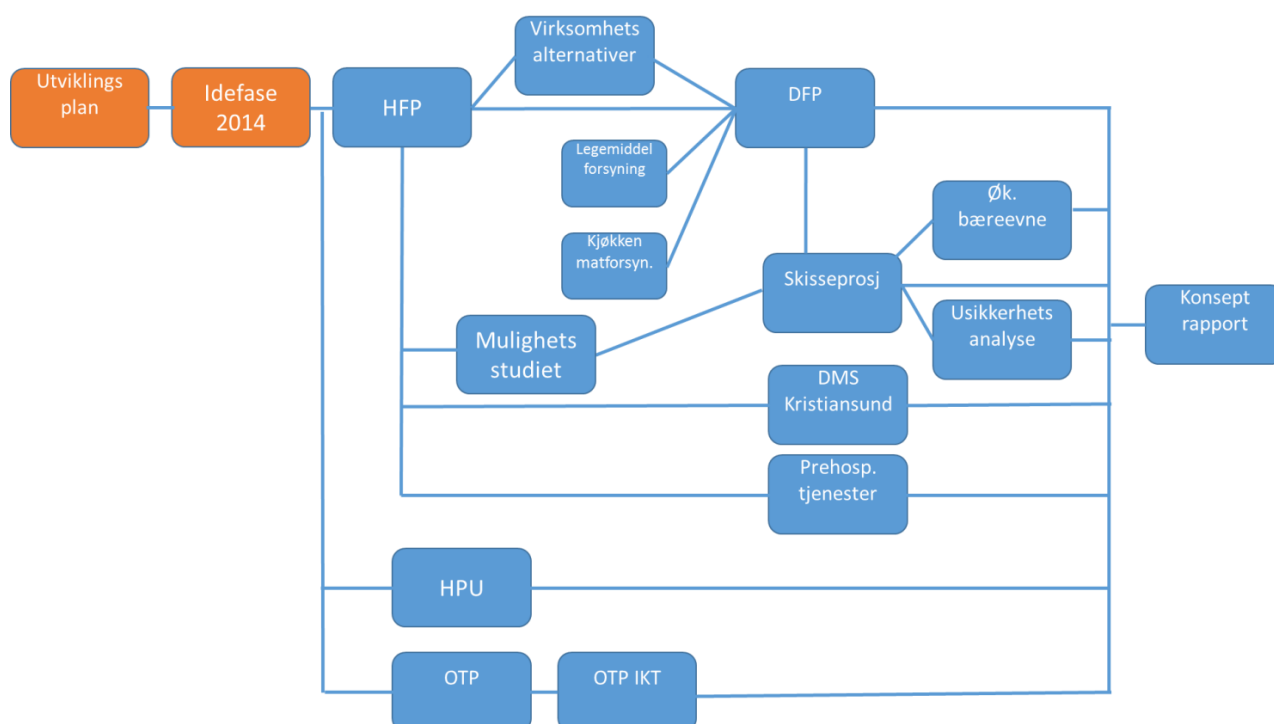 Utviklings
plan
Idefase
2014
HFP
Virksomhets
alternativer
DFP
Legemiddel
forsyning
Kjøkken
matforsyn.
Øk.
bæreevne
Skisseprosj
Usikkerhets
analyse
Konsept
rapport
Mulighets
studiet
DMS
Kristiansund
Prehosp.
tjenester
HPU
OTP
OTP IKT